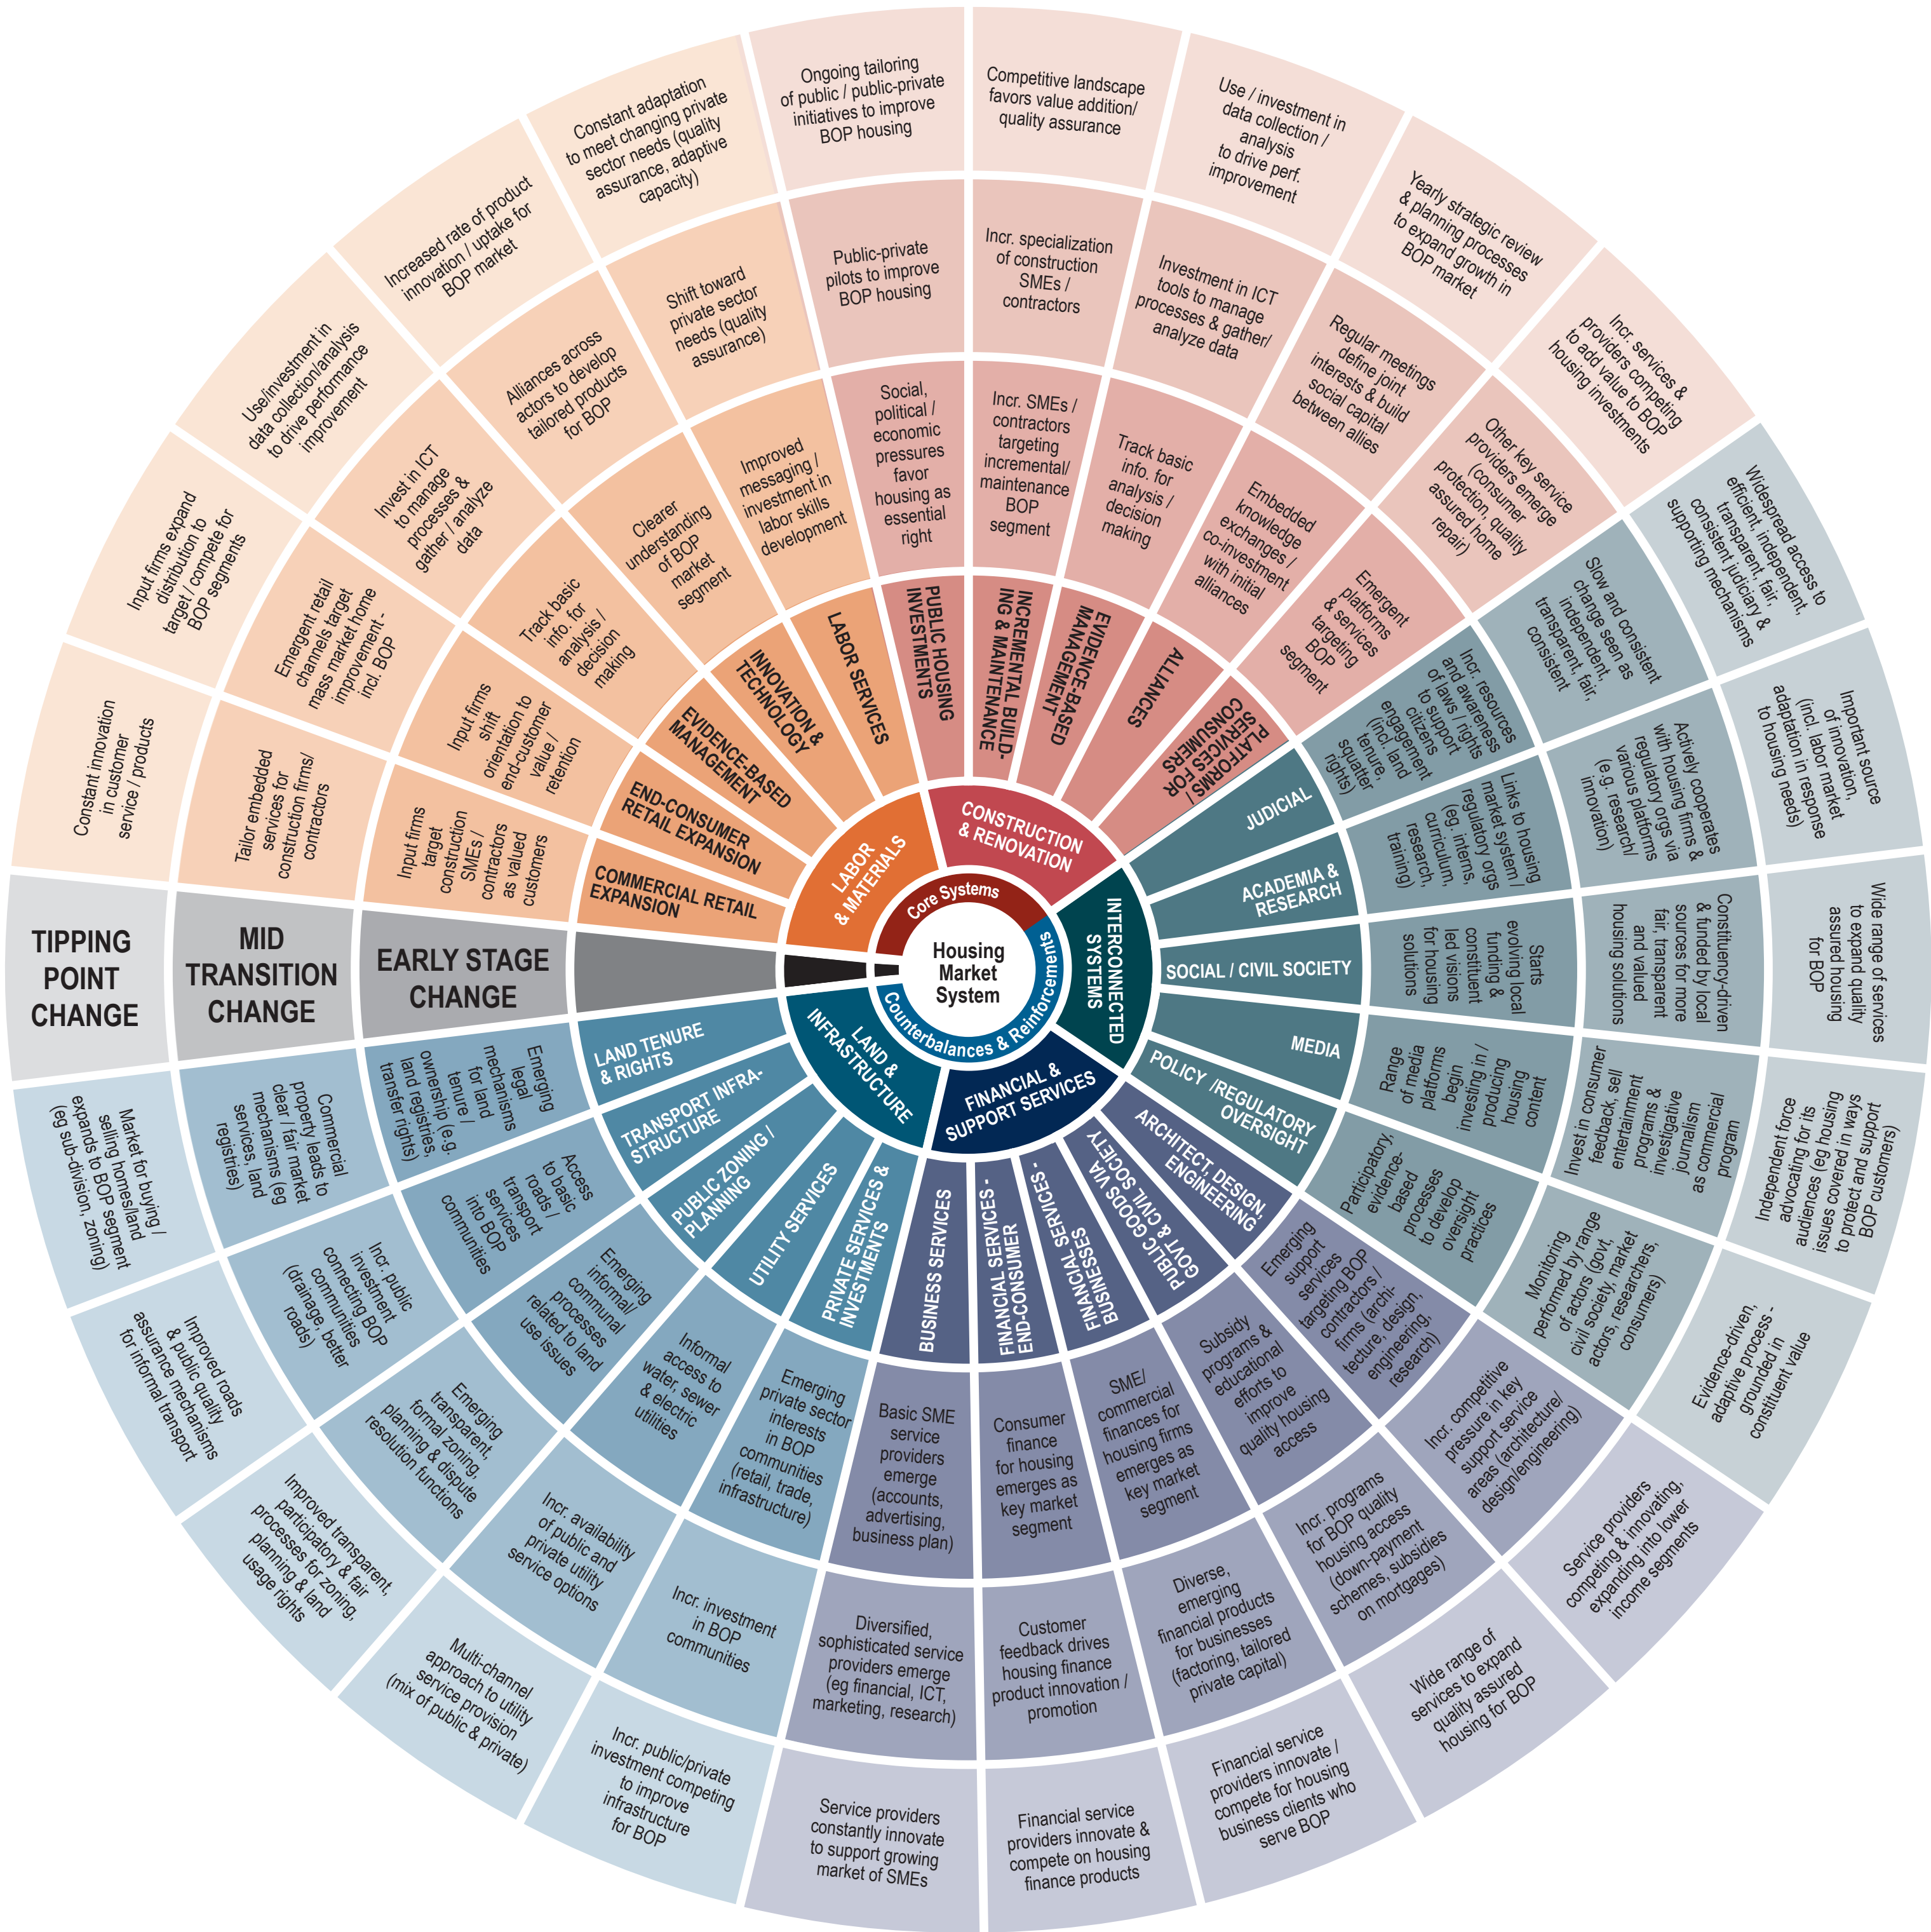 Housing
Market
System
Core Systems
Counterbalances & Reinforcements
TIPPING
POINT
CHANGE
MID
TRANSITION
CHANGE
EARLY STAGE
CHANGE
LABOR
& MATERIALS
COMMERCIAL RETAIL
EXPANSION
Input firms
target
construction
SMEs /
contractors
as valued
customers
Tailor embedded
services for
construction firms/
contractors
Constant innovation
in customer
service / products
END-CONSUMER
RETAIL EXPANSION
Input firms
shift
orientation to
end-customer
value /
retention
Emergent retail
channels target
mass market home
improvement -
incl. BOP
Input firms expand
distribution to
target / compete for
BOP segments
EVIDENCE-BASED
MANAGEMENT
Track basic
info. for
analysis /
decision
making
Invest in ICT
to manage
processes &
gather / analyze
data
Use/investment in
data collection/analysis
to drive performance
improvement
INNOVATION &
TECHNOLOGY
Clearer
understanding
of BOP
market
segment
Alliances across
actors to develop
tailored products
for BOP
Increased rate of product
innovation / uptake for
BOP market
LABOR SERVICES
Improved
messaging /
investment in
labor skills
development
Shift toward
private sector
needs (quality
assurance)
Constant adaptation
to meet changing private
sector needs (quality
assurance, adaptive
capacity)
CONSTRUCTION
& RENOVATION
PUBLIC HOUSING
INVESTMENTS
Social,
political /
economic
pressures
favor
housing as
essential
right
Public-private
pilots to improve
BOP housing
Ongoing tailoring
of public / public-private
initiatives to improve
BOP housing
INCREMENTAL BUILD-
ING & MAINTENANCE
Incr. SMEs /
contractors
targeting
incremental/
maintenance
BOP
segment
Incr. specialization
of construction
SMEs /
contractors
Competitive landscape
favors value addition/
quality assurance
EVIDENCE-BASED
MANAGEMENT
Track basic
info. for
analysis /
decision
making
Investment in ICT
tools to manage
processes & gather/
analyze data
Use / investment in
data collection /
analysis
to drive perf.
improvement
ALLIANCES
Embedded
knowledge
exchanges /
co-investment
with initial
alliances
Regular meetings
define joint
interests & build
social capital
between allies
Yearly strategic review
& planning processes
to expand growth in
BOP market
PLATFORMS /
SERVICES FOR
CONSUMERS
Emergent
platforms
& services
targeting
BOP
segment
Other key service
providers emerge
(consumer
protection, quality
assured home
repair)
Incr. services &
providers competing
to add value to BOP
housing investments
INTERCONNECTED
SYSTEMS
JUDICIAL
Incr. resources
and awareness
of laws / rights
to support
citizens
engagement
(incl. land
tenure,
squatter
rights)
Slow and consistent
change seen as
independent,
transparent, fair,
consistent
Widespread access to
efficient, independent,
transparent, fair,
consistent judiciary &
supporting mechanisms
ACADEMIA &
RESEARCH
Links to housing
market system /
regulatory orgs
(eg. interns,
curriculum,
research,
training)
Actively cooperates
with housing firms &
regulatory orgs via
various platforms
(e.g. research/
innovation)
Important source
of innovation,
(incl. labor market
adaptation in response
to housing needs)
SOCIAL / CIVIL SOCIETY
Starts
evolving local
funding &
constituent
led visions
for housing
solutions
Constituency-driven
& funded by local
sources for more
fair, transparent
and valued
housing solutions
Wide range of services
to expand quality
assured housing
for BOP
MEDIA
Range
of media
platforms
begin
investing in /
producing
housing
content
Invest in consumer
feedback, sell
entertainment
programs &
investigative
journalism
as commercial
program
Independent force
advocating for its
audiences (eg housing
issues covered in ways
to protect and support
BOP customers)
POLICY /REGULATORY
OVERSIGHT
Participatory,
evidence-
based
processes
to develop
oversight
practices
Monitoring
performed by range
of actors (govt,
civil society, market
actors, researchers,
consumers)
Evidence-driven,
adaptive process -
grounded in
constituent value
FINANCIAL &
SUPPORT SERVICES
ARCHITECT, DESIGN,
ENGINEERING
Emerging
support
services
targeting BOP
contractors /
firms (archi-
tecture, design,
engineering,
research)
Incr. competitive
pressure in key
support service
areas (architecture/
design/engineering)
Service providers
competing & innovating,
expanding into lower
income segments
PUBLIC GOODS VIA
GOVT & CIVIL SOCIETY
Subsidy
programs &
educational
efforts to
improve
quality housing
access
Incr. programs
for BOP quality
housing access
(down-payment
schemes, subsidies
on mortgages)
Wide range of
services to expand
quality assured
housing for BOP
FINANCIAL SERVICES -
BUSINESSES
SME/
commercial
finances for
housing firms
emerges as
key market
segment
Diverse,
emerging
financial products
for businesses
(factoring, tailored
private capital)
Financial service
providers innovate /
compete for housing
business clients who
serve BOP
FINANCIAL SERVICES -
END-CONSUMER
Consumer
finance
for housing
emerges as
key market
segment
Customer
feedback drives
housing finance
product innovation /
promotion
Financial service
providers innovate &
compete on housing
finance products
BUSINESS SERVICES
Basic SME
service
providers
emerge
(accounts,
advertising,
business plan)
Diversified,
sophisticated service
providers emerge
(eg financial, ICT,
marketing, research)
Service providers
constantly innovate
to support growing
market of SMEs
LAND &
INFRASTRUCTURE
PRIVATE SERVICES &
INVESTMENTS
Emerging
private sector
interests
in BOP
communities
(retail, trade,
infrastructure)
Incr. investment
in BOP
communities
Incr. public/private
investment competing
to improve
infrastructure
for BOP
UTILITY SERVICES
Informal
access to
water, sewer
& electric
utilities
Incr. availability
of public and
private utility
service options
Multi-channel
approach to utility
service provision
(mix of public & private)
PUBLIC ZONING /
PLANNING
Emerging
informal/
communal
processes
related to land
use issues
Emerging
transparent,
formal zoning,
planning & dispute
resolution functions
Improved transparent,
participatory & fair
processes for zoning,
planning & land
usage rights
TRANSPORT INFRA-
STRUCTURE
Access
to basic
roads /
transport
services
into BOP
communities
Incr. public
investment
connecting BOP
communities
(drainage, better
roads)
Improved roads
& public quality
assurance mechanisms
for informal transport
LAND TENURE
& RIGHTS
Emerging
legal
mechanisms
for land
tenure /
ownership (e.g.
land registries,
transfer rights)
Commercial
property leads to
clear / fair market
mechanisms (eg
services, land
registries)
Market for buying /
selling homes/land
expands to BOP segment
(eg sub-division, zoning)